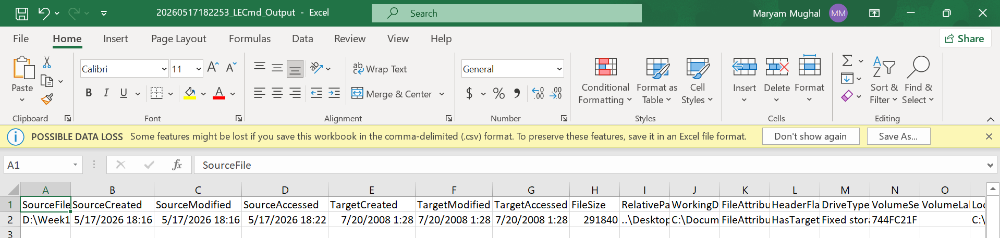 20260517182253_LECmd_Output - Excel
Search
Maryam Mughal MM
File Home Insert Page Layout Formulas Data Review View Help Share
Paste
Clipboard
Calibri 11 A A
B I U A
Font
ab Wrap Text
Merge & Center
Alignment
General
$ % 9 .00 .00 0
Number
Conditional Formatting
Format as Table
Cell Styles
Styles
Insert Delete Format
Cells
Sort & Filter
Find & Select
Editing
POSSIBLE DATA LOSS Some features might be lost if you save this workbook in the comma-delimited (.csv) format. To preserve these features, save it in an Excel file format. Don't show again Save As...
A1 fx SourceFile
A B C D E F G H I J K L M N O
1 SourceFile SourceCreated SourceModified SourceAccessed TargetCreated TargetModified TargetAccessed FileSize RelativePa WorkingD FileAttribu HeaderFla DriveType VolumeSe VolumeLa Loc
2 D:\Week1 5/17/2026 18:16 5/17/2026 18:16 5/17/2026 18:22 7/20/2008 1:28 7/20/2008 1:28 7/20/2008 1:28 291840 ..\Desktop C:\Docum FileAttribu HasTarget Fixed stora 744FC21F C:\
3